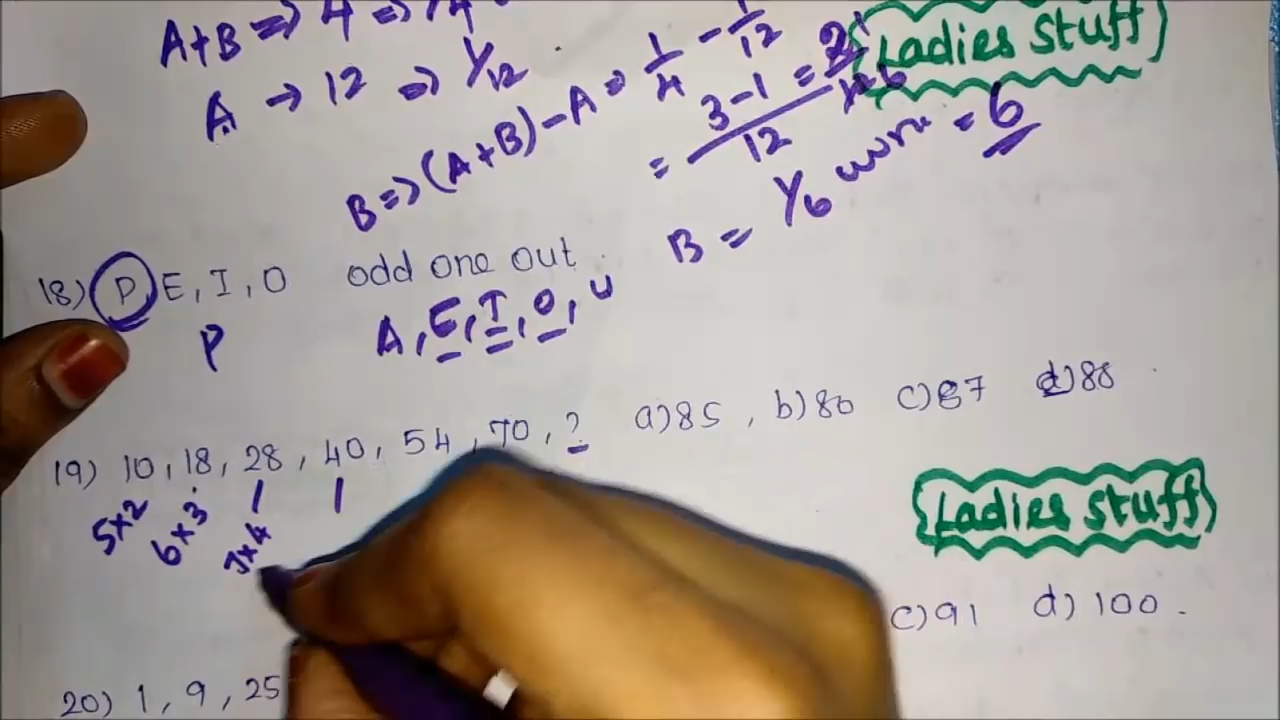 A+B => 4 => 1/4
A → 12 => 1/12
B => (A+B) - A => 1/4 - 1/12
= 3-1/12 = 2/12 6
B = 1/6 work = 6
Ladies Stuff
18) P, E, I, O odd one out
P A, E, I, O, U
19) 10, 18, 28, 40, 54, 70, ? a) 85, b) 80 c) 87 d) 88
5×2 6×3 7×4
Ladies Stuff
c) 91 d) 100.
20) 1, 9, 25